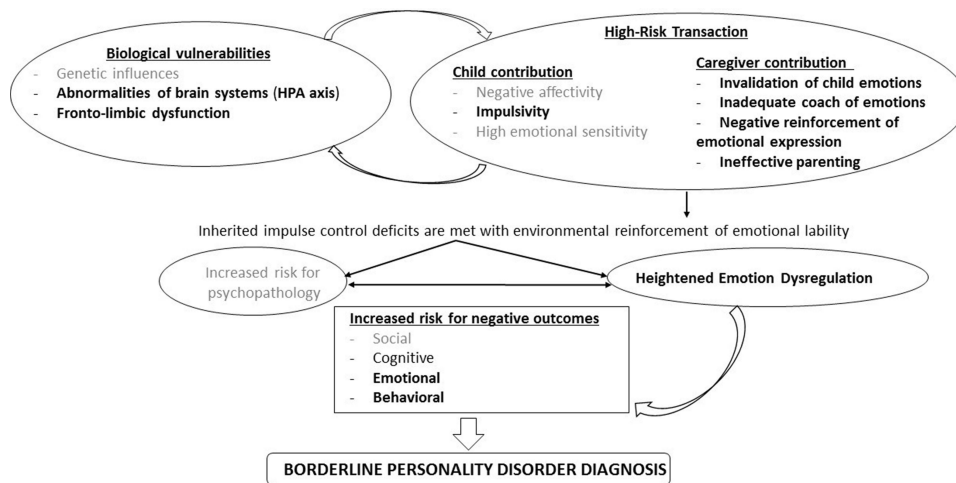 Biological vulnerabilities
- Genetic influences
- Abnormalities of brain systems (HPA axis)
- Fronto-limbic dysfunction
High-Risk Transaction
Child contribution
- Negative affectivity
- Impulsivity
- High emotional sensitivity
Caregiver contribution
- Invalidation of child emotions
- Inadequate coach of emotions
- Negative reinforcement of
emotional expression
- Ineffective parenting
Inherited impulse control deficits are met with environmental reinforcement of emotional lability
Increased risk for
psychopathology
Heightened Emotion Dysregulation
Increased risk for negative outcomes
- Social
- Cognitive
- Emotional
- Behavioral
BORDERLINE PERSONALITY DISORDER DIAGNOSIS